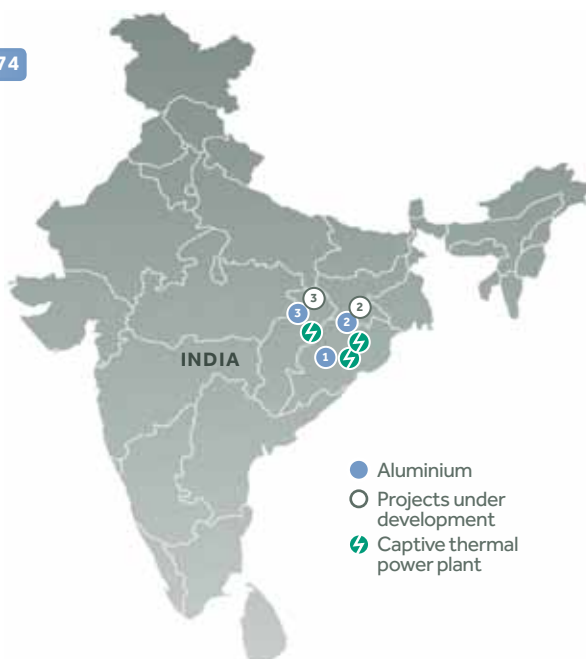 74
3
3
2
2
1
INDIA
Aluminium
Projects under
development
Captive thermal
power plant